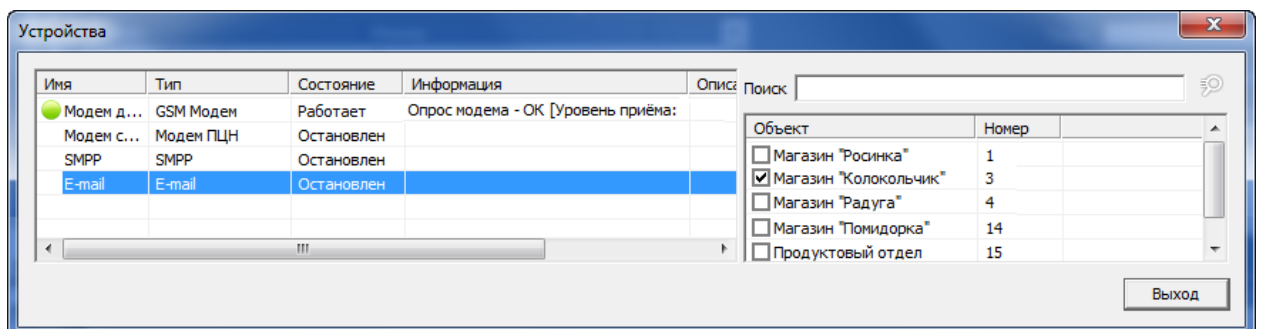 Устройства
Имя Тип Состояние Информация Описа
Модем д... GSM Модем Работает Опрос модема - ОК [Уровень приёма:
Модем с... Модем ПЦН Остановлен
SMPP SMPP Остановлен
E-mail E-mail Остановлен
Поиск
Объект Номер
Магазин "Росинка" 1
Магазин "Колокольчик" 3
Магазин "Радуга" 4
Магазин "Помидорка" 14
Продуктовый отдел 15
Выход